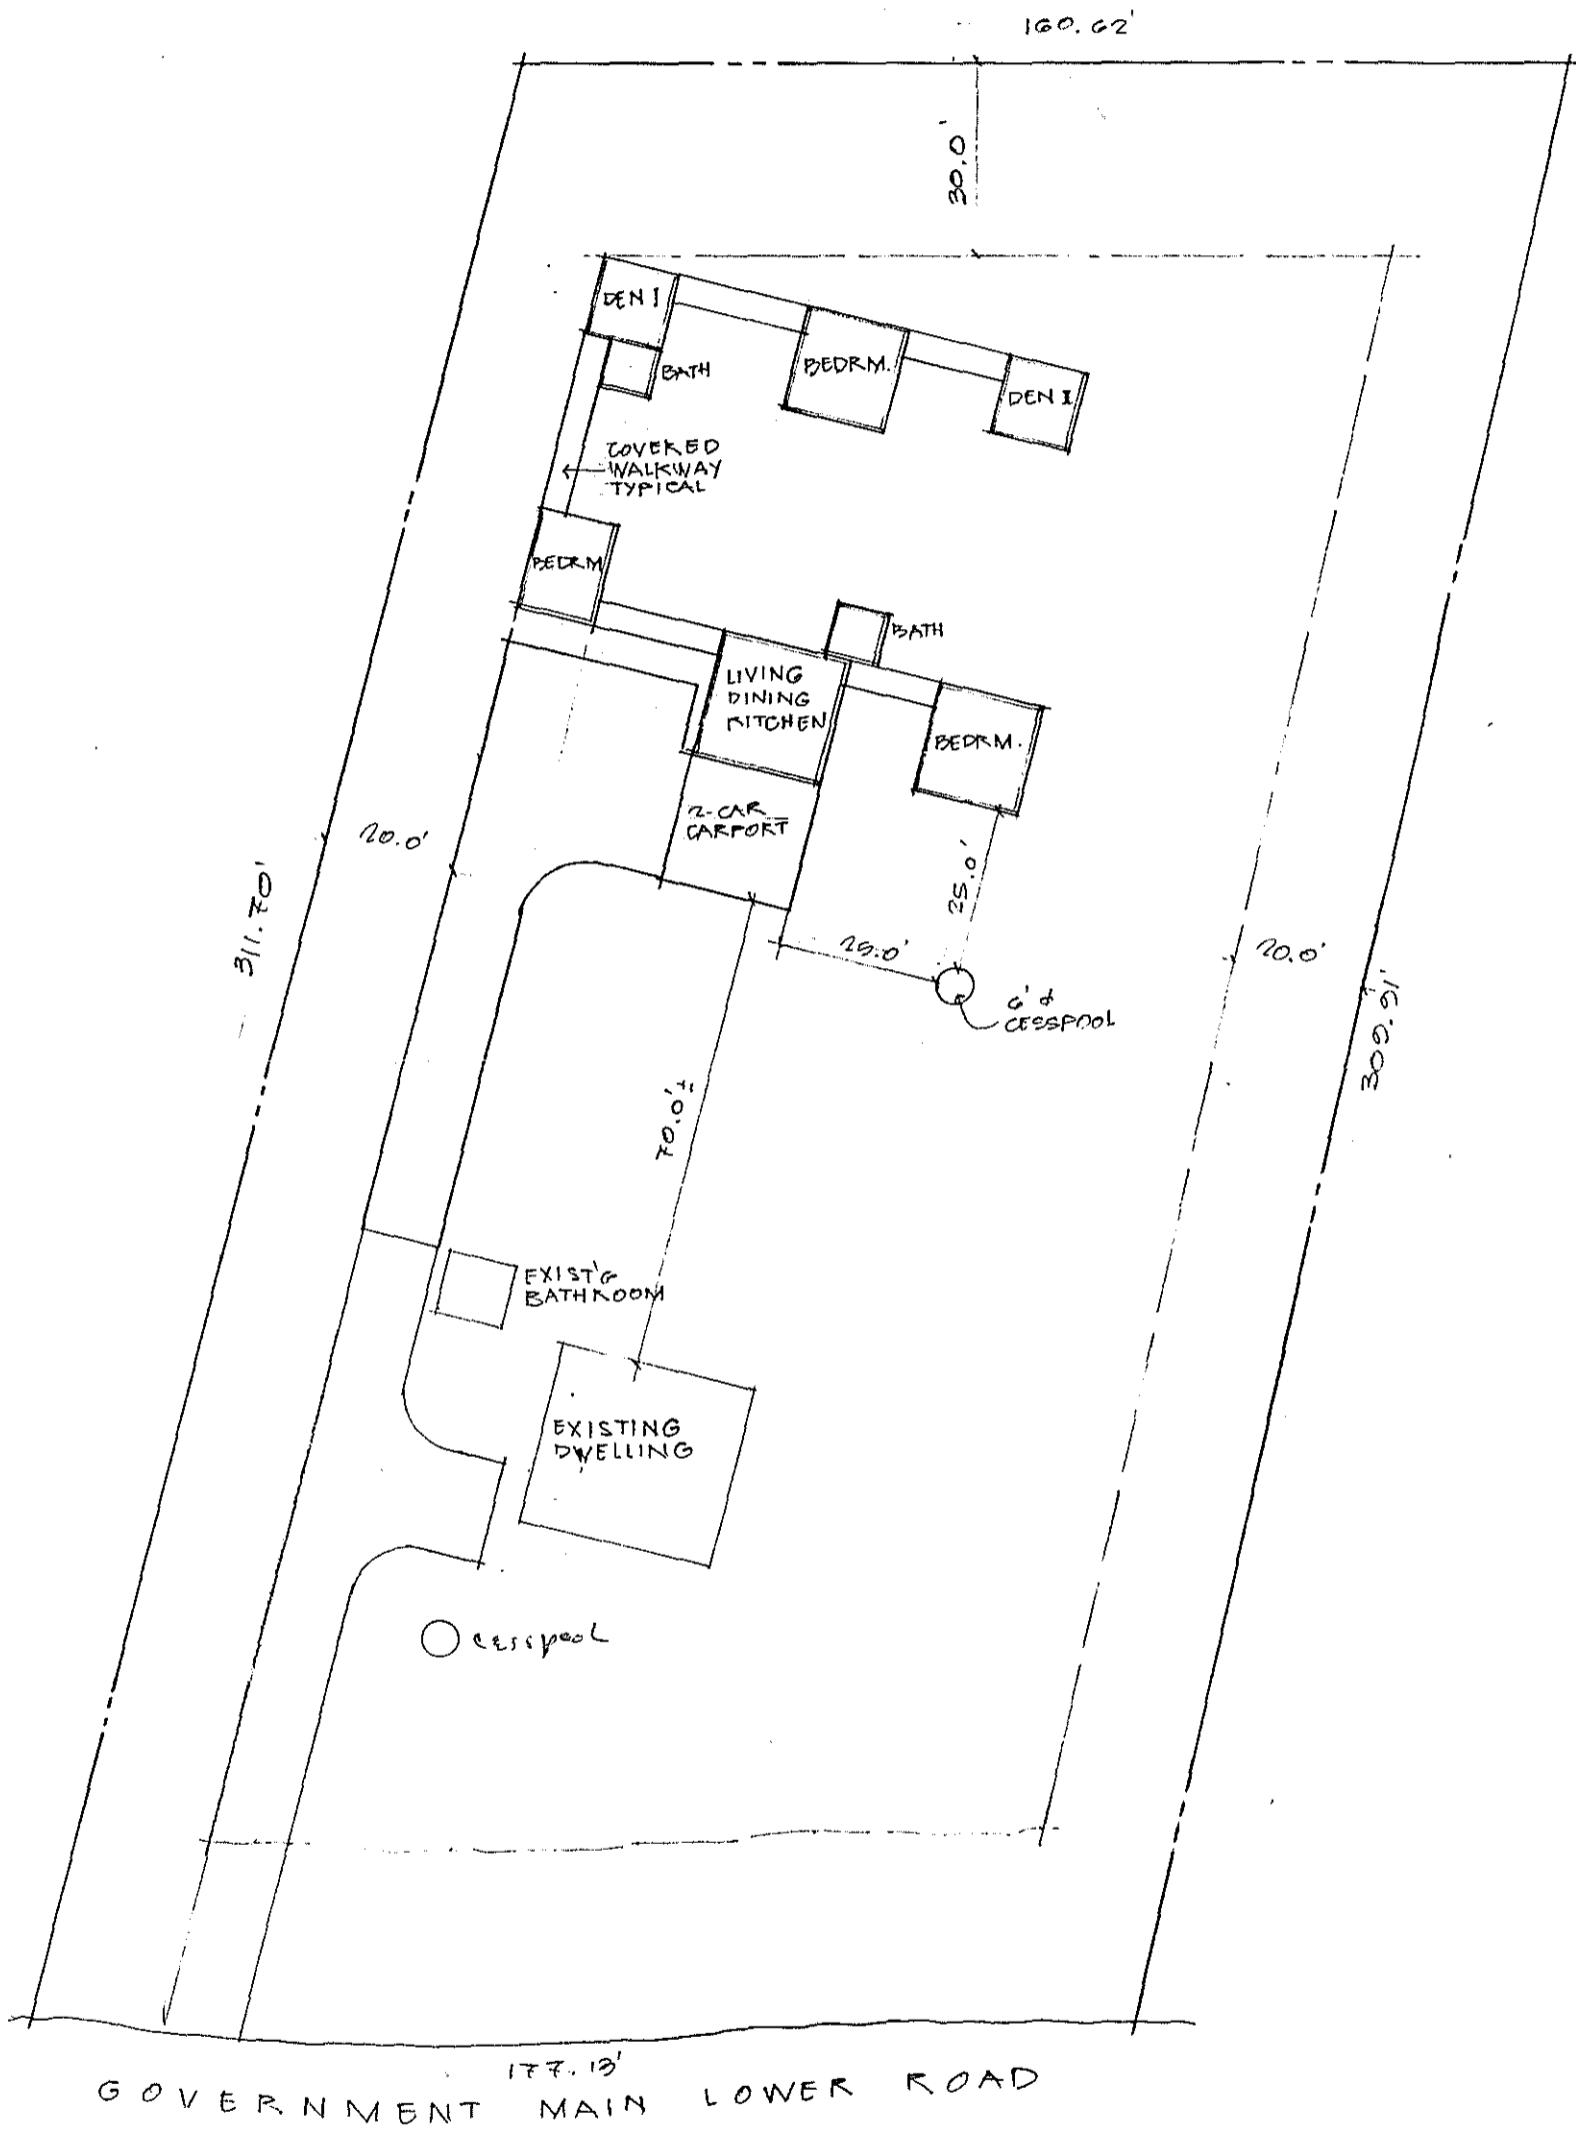 160.62'
30.0'
DEN I
BATH
BEDRM.
DEN II
COVERED
WALKWAY
TYPICAL
BEDRM
BATH
LIVING
DINING
KITCHEN
BEDRM.
2-CAR
CARPORT
20.0'
311.70'
25.0'
25.0'
20.0'
6' ⌀
CESSPOOL
309.91'
70.0'±
EXIST'G
BATHROOM
EXISTING
DWELLING
cesspool
177.13'
GOVERNMENT MAIN LOWER ROAD